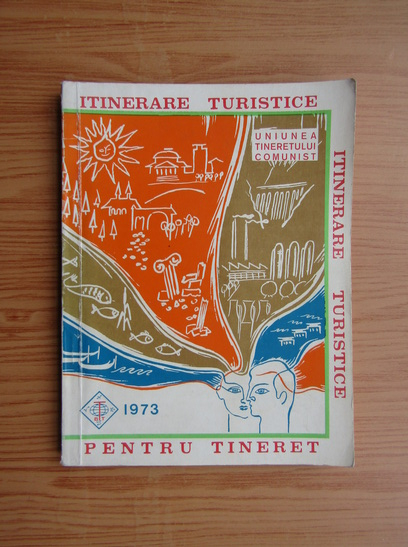 ITINERARE TURISTICE
UNIUNEA
TINERETULUI
COMUNIST
ITINERARE TURISTICE
1973
PENTRU TINERET